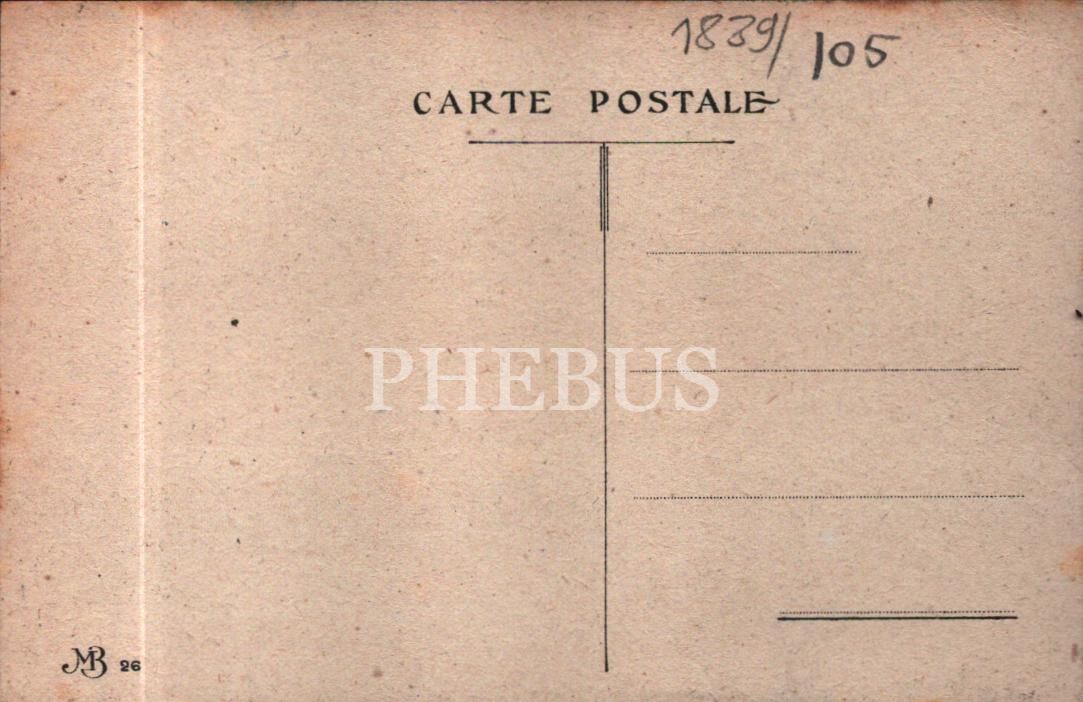 1839/105
CARTE POSTALE
PHEBUS
MB 26